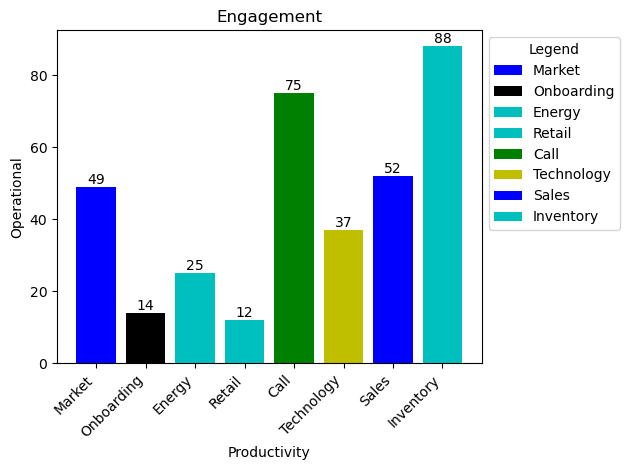 Engagement
88
75
52
49
37
25
14
12
80
60
40
20
0
Operational
Market
Onboarding
Energy
Retail
Call
Technology
Sales
Inventory
Productivity
Legend
Market
Onboarding
Energy
Retail
Call
Technology
Sales
Inventory